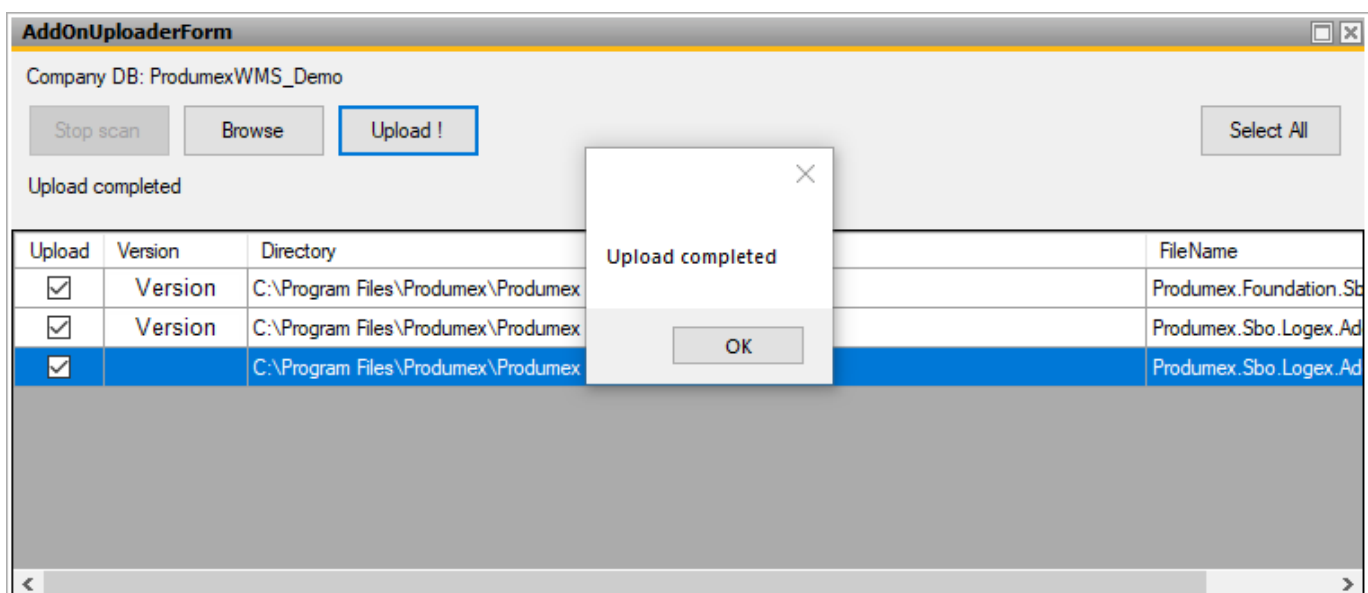 AddOnUploaderForm
Company DB: ProdumexWMS_Demo
Stop scan Browse Upload ! Select All
Upload completed
Upload Version Directory FileName
Version C:\Program Files\Produmex\Produmex Produmex.Foundation.Sb
Version C:\Program Files\Produmex\Produmex Produmex.Sbo.Logex.Ad
C:\Program Files\Produmex\Produmex Produmex.Sbo.Logex.Ad
Upload completed
OK